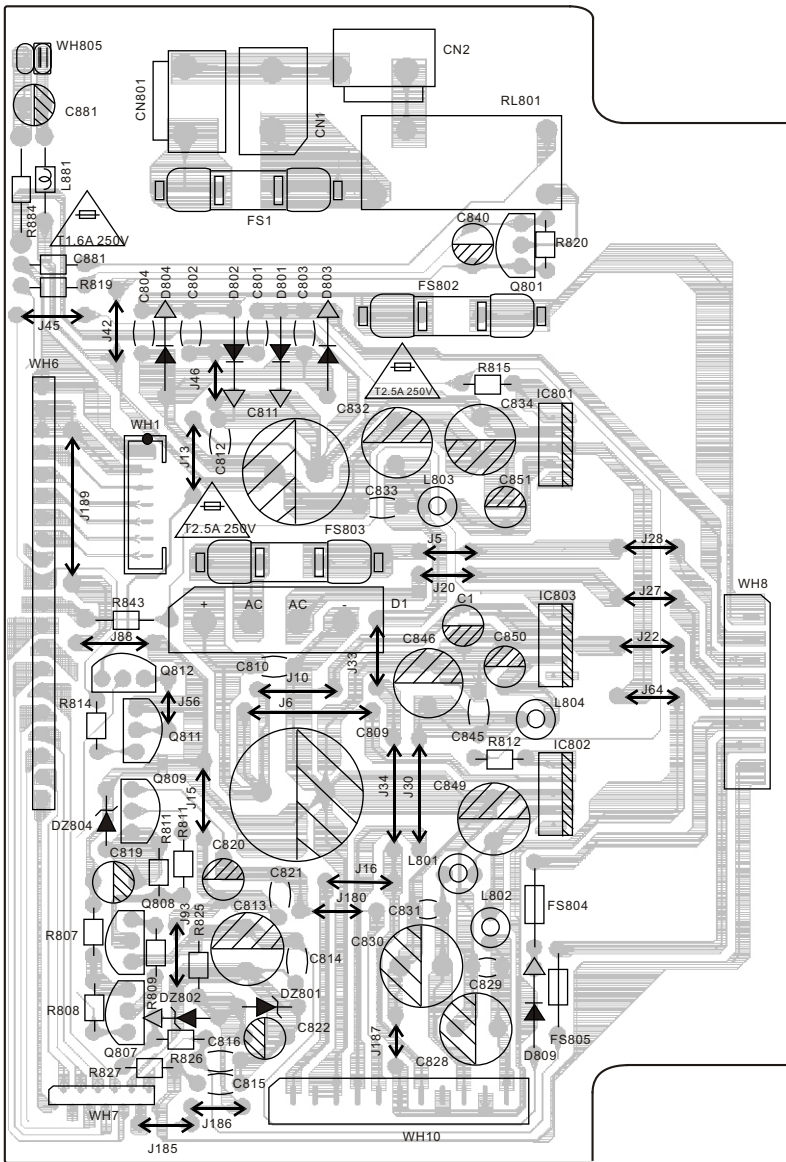 WH805
CN2
CN801
CN1
RL801
C881
L881
R884
FS1
C840
T1.6A 250V
R820
C881
Q801
R819
C804
D804
C802
D802
C801
D801
C803
D803
FS802
J45
J42
WH6
J46
T2.5A 250V
R815
IC801
C811
C832
C834
WH1
J13
C812
J189
L803
C851
C833
T2.5A 250V
FS803
J5
J28
J20
IC803
J27
WH8
R843
+
AC
AC
-
D1
C1
J88
J33
C846
C850
J22
Q812
C810
J10
J64
R814
J56
J6
L804
Q811
C809
C845
R812
IC802
Q809
J15
J34
J30
C849
DZ804
R811
R811
C819
C820
L801
J16
C821
L802
Q808
J93
R825
C813
J180
C831
FS804
R807
C830
C814
R809
DZ802
DZ801
C829
R808
C816
C822
J187
FS805
Q807
R826
C828
D809
R827
C815
WH7
J186
WH10
J185